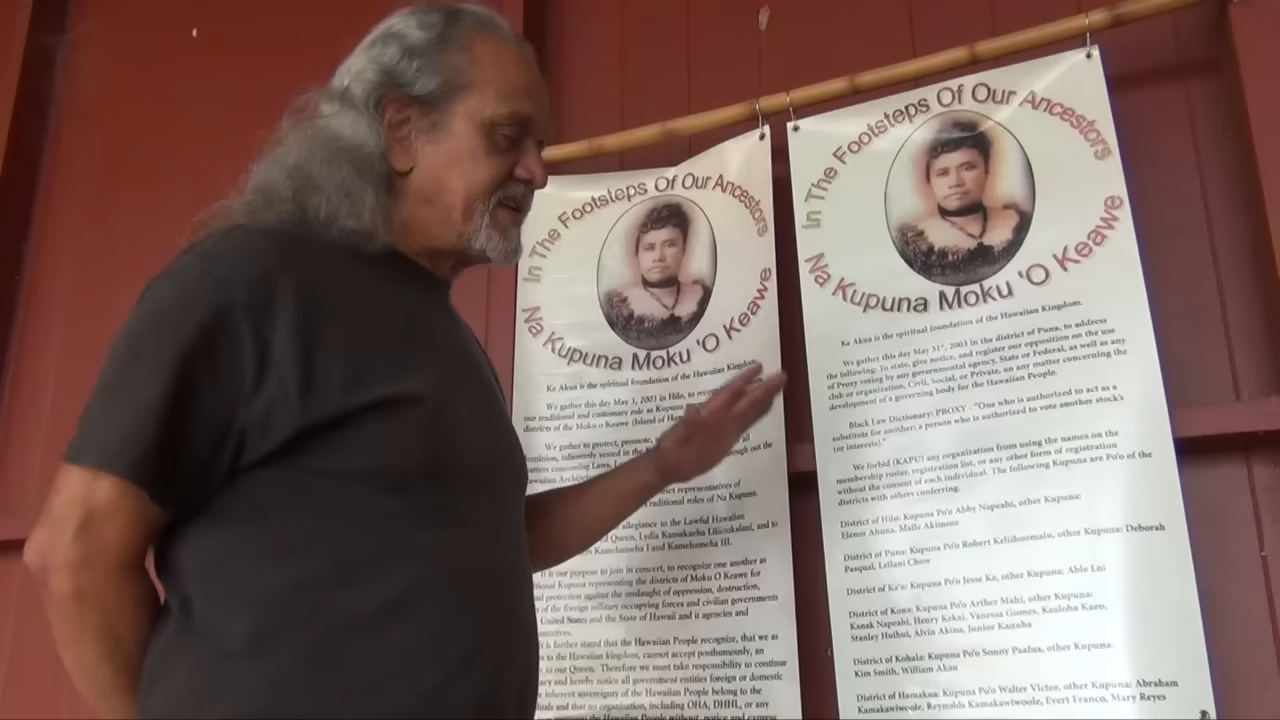 In The Footsteps Of Our Ancestors
Na Kupuna Moku 'O Keawe
Ke Akua is the spiritual foundation of the Hawaiian Kingdom.
We gather this day May 3, 2003 in Hilo, to
our traditional and customary role as Kupuna
districts of the Moku o Keawe (Island of
We gather to protect, promote, all
inherently vested in the out the
concerning Laws,
representatives of
traditional roles of Na Kupuna.
allegiance to the Lawful Hawaiian
Queen, Lydia Kamakaeha Liliuokalani, and to
Kamehameha I and Kamehameha III.
It is our purpose to join in concert, to recognize one another as
Kupuna representing the districts of Moku O Keawe for
protection against the onslaught of oppression, destruction,
of the foreign military occupying forces and civilian governments
United States and the State of Hawaii and it agencies and
is further stated that the Hawaiian People recognize, that we as
to the Hawaiian kingdom, cannot accept posthumously, an
to our Queen. Therefore we must take responsibility to continue
and hereby notice all government entities foreign or domestic
inherent sovereignty of the Hawaiian People belong to the
and that no organization, including OHA, DHHL, or any
the Hawaiian People without notice and express
In The Footsteps Of Our Ancestors
Na Kupuna Moku 'O Keawe
Ke Akua is the spiritual foundation of the Hawaiian Kingdom.
We gather this day May 31st, 2003 in the district of Puna, to address
the following: To state, give notice, and register our opposition on the use
of Proxy voting by any governmental agency, State or Federal, as well as any
club or organization, Civil, Social, or Private, on any matter concerning the
development of a governing body for the Hawaiian People.
Black Law Dictionary: PROXY - "One who is authorized to act as a
substitute for another; a person who is authorized to vote another stock's
(or interests)."
We forbid (KAPU) any organization from using the names on the
membership roster, registration list, or any other form of registration
without the consent of each individual. The following Kupuna are Po'o of the
districts with others conferring.
District of Hilo: Kupuna Po'o Abby Napeahi, other Kupuna:
Elenor Ahuna, Maile Akimseu
District of Puna: Kupuna Po'o Robert Keliihoomalu, other Kupuna: Deborah
Pasqual, Leilani Chow
District of Ka'u: Kupuna Po'o Jesse Ke, other Kupuna: Able Lui
District of Kona: Kupuna Po'o Arther Mahi, other Kupuna:
Kanak Napeahi, Henry Kekai, Vanessa Gomes, Kealoha Kaeo,
Stanley Huihui, Alvin Akina, Junior Kanuha
District of Kohala: Kupuna Po'o Sonny Pualua, other Kupuna:
Kim Smith, William Akau
District of Hamakua: Kupuna Po'o Walter Victor, other Kupuna: Abraham
Kamakawiwoole, Reynolds Kamakawiwoole, Evert Franco, Mary Reyes